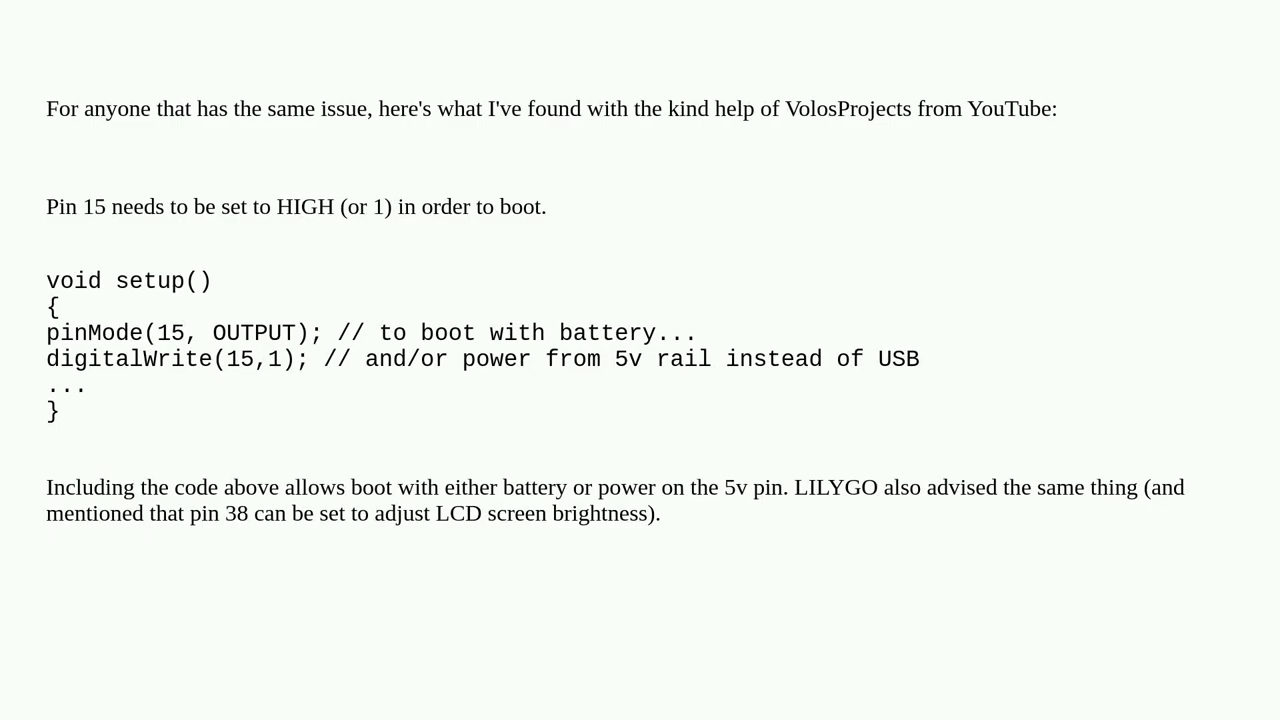 For anyone that has the same issue, here's what I've found with the kind help of VolosProjects from YouTube:
Pin 15 needs to be set to HIGH (or 1) in order to boot.
void setup()
{
pinMode(15, OUTPUT); // to boot with battery...
digitalWrite(15,1); // and/or power from 5v rail instead of USB
...
}
Including the code above allows boot with either battery or power on the 5v pin. LILYGO also advised the same thing (and
mentioned that pin 38 can be set to adjust LCD screen brightness).